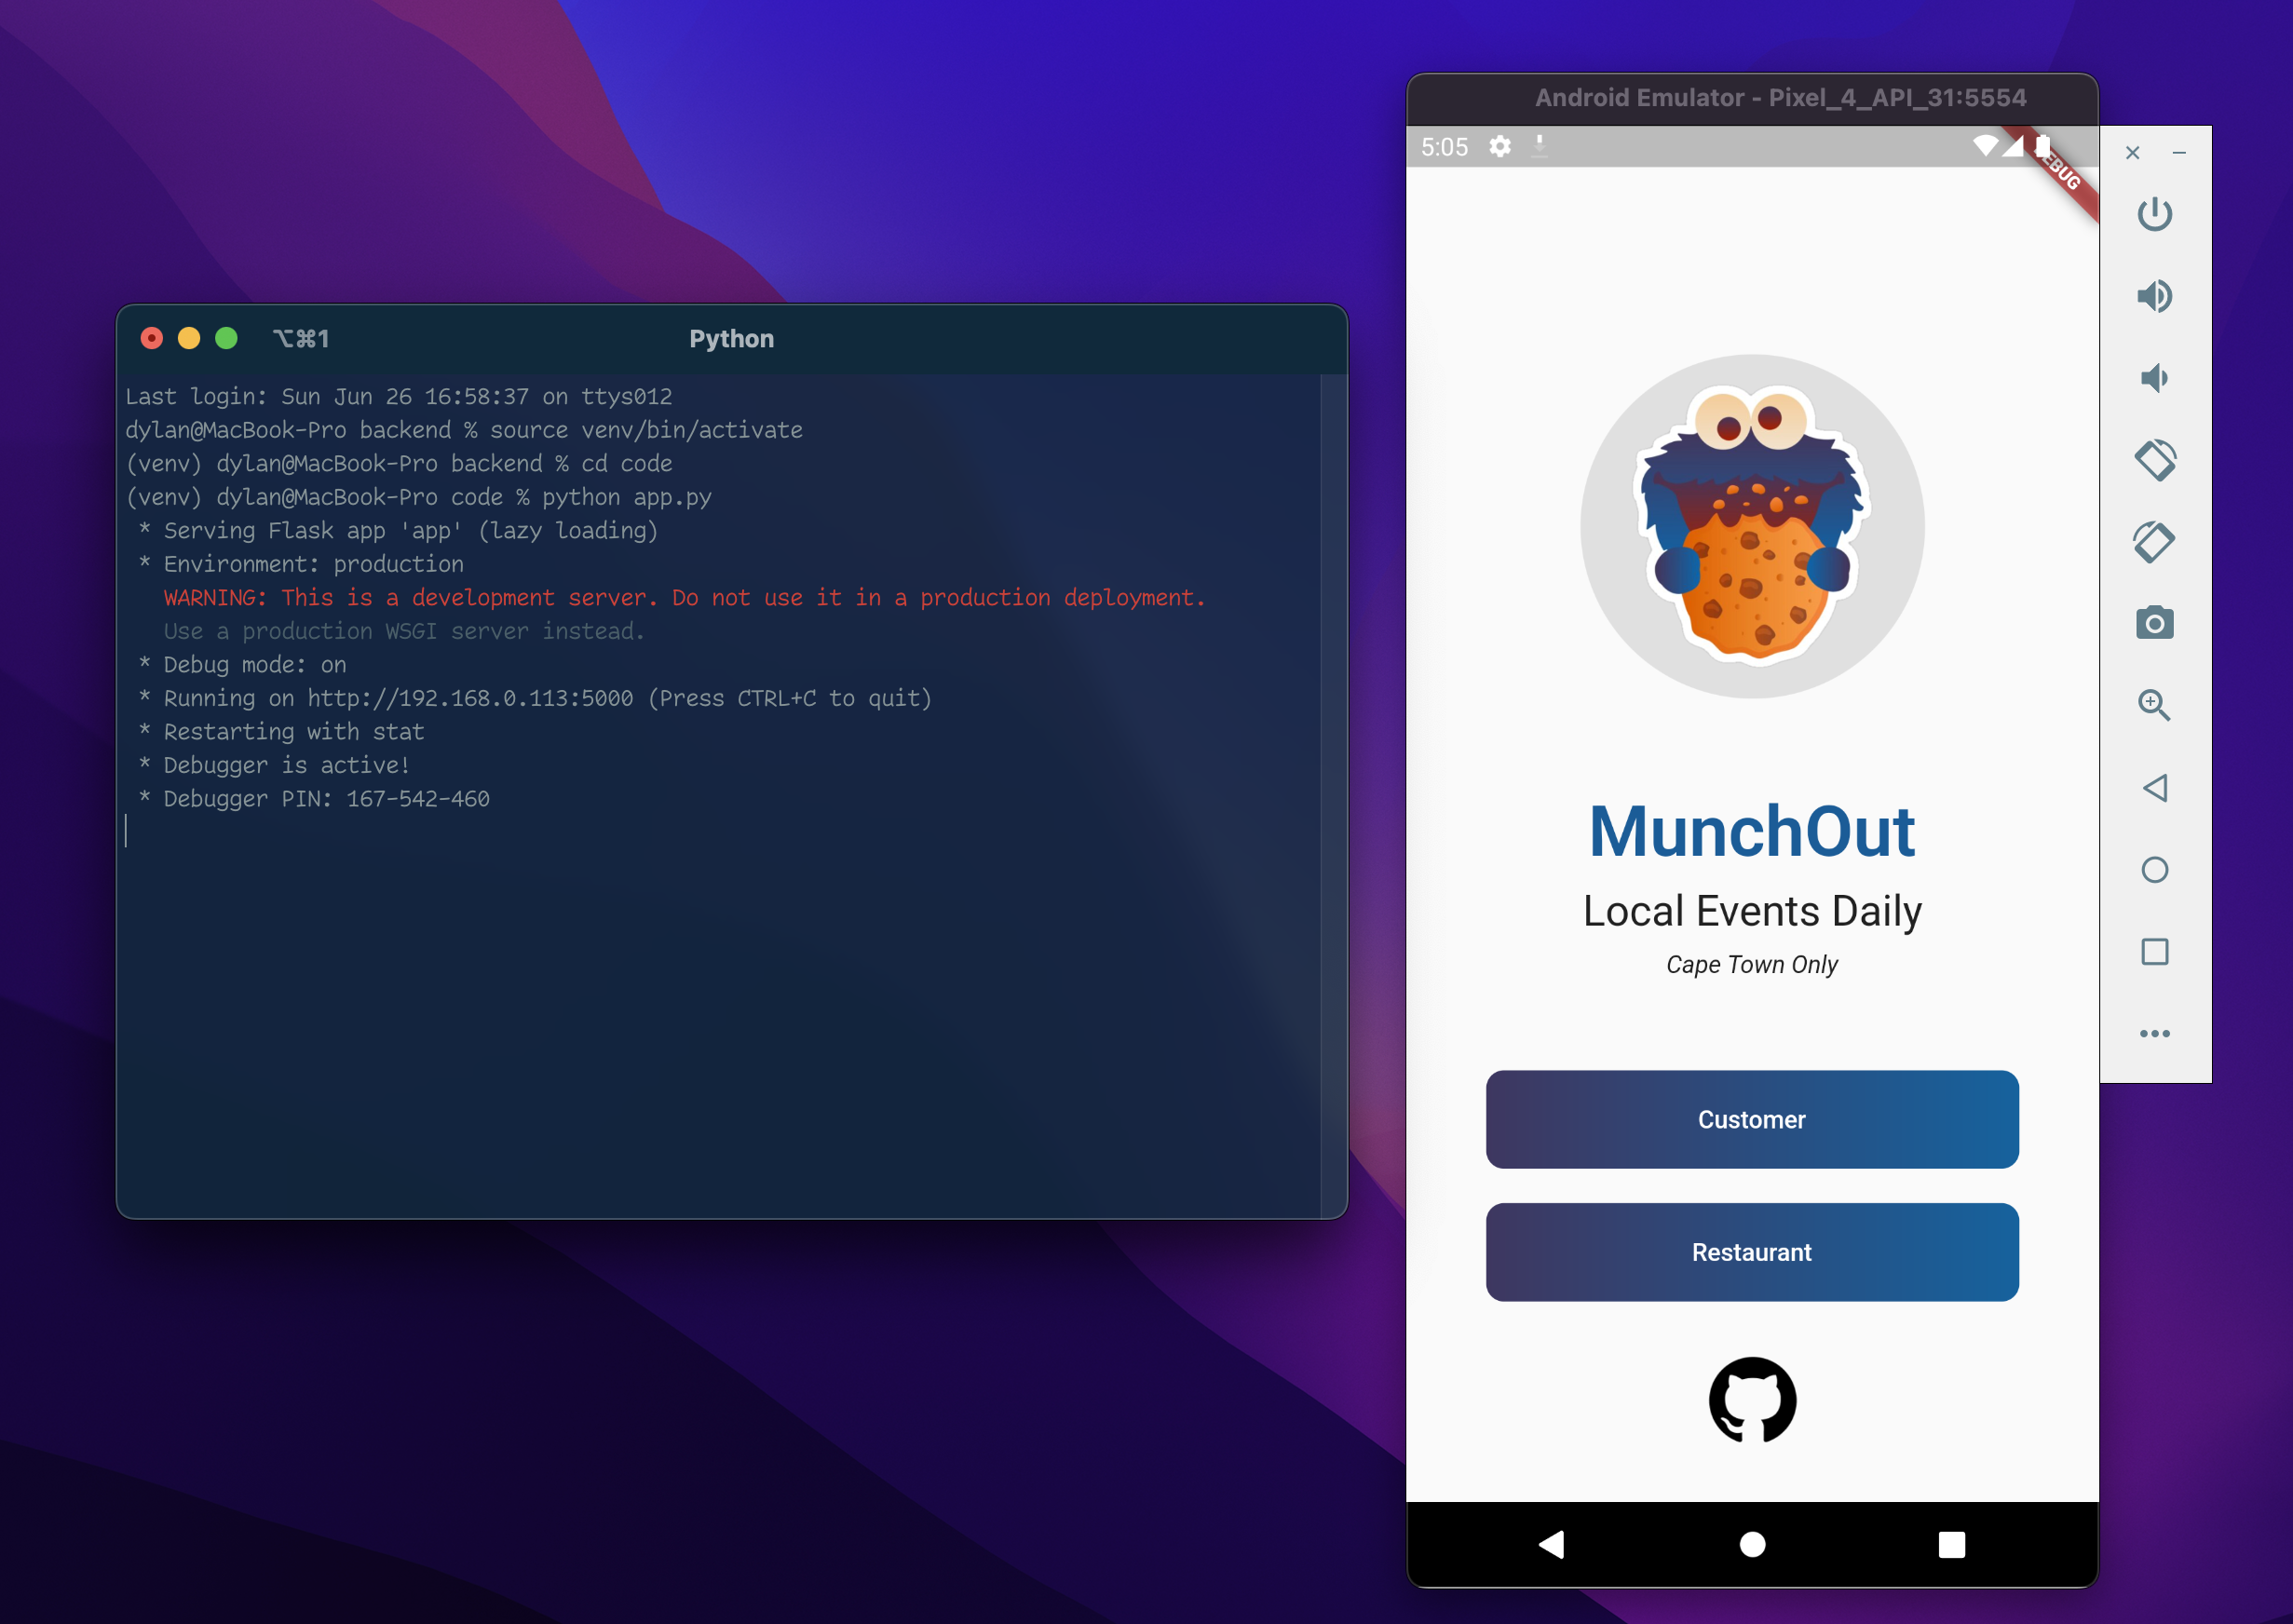 ⌥⌘1
Python
Last login: Sun Jun 26 16:58:37 on ttys012
dylan@MacBook-Pro backend % source venv/bin/activate
(venv) dylan@MacBook-Pro backend % cd code
(venv) dylan@MacBook-Pro code % python app.py
* Serving Flask app 'app' (lazy loading)
* Environment: production
WARNING: This is a development server. Do not use it in a production deployment.
Use a production WSGI server instead.
* Debug mode: on
* Running on http://192.168.0.113:5000 (Press CTRL+C to quit)
* Restarting with stat
* Debugger is active!
* Debugger PIN: 167-542-460
Android Emulator - Pixel_4_API_31:5554
5:05
DEBUG
MunchOut
Local Events Daily
Cape Town Only
Customer
Restaurant